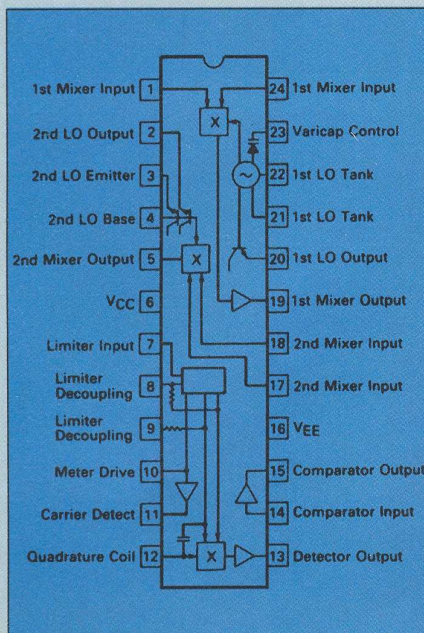 1st Mixer Input 1 24 1st Mixer Input
X
2nd LO Output 2 23 Varicap Control
2nd LO Emitter 3 22 1st LO Tank
2nd LO Base 4 21 1st LO Tank
2nd Mixer Output 5 X 20 1st LO Output
VCC 6 19 1st Mixer Output
Limiter Input 7 18 2nd Mixer Input
Limiter
Decoupling 8 17 2nd Mixer Input
Limiter
Decoupling 9 16 VEE
Meter Drive 10 15 Comparator Output
Carrier Detect 11 14 Comparator Input
Quadrature Coil 12 X 13 Detector Output